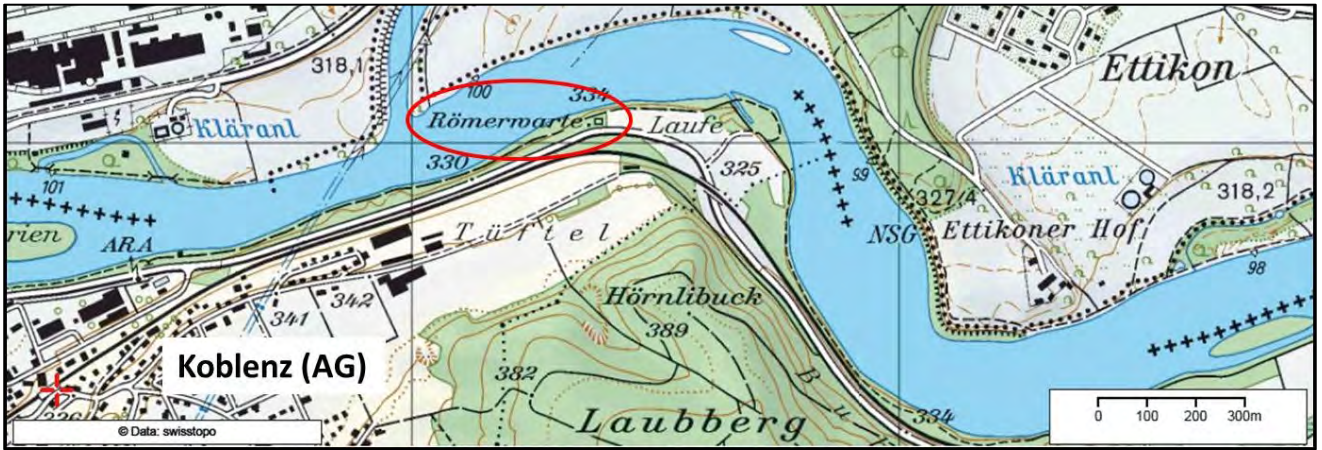 318,1
100
334
Ettikon
Kläranl
Römerwarte
Laufe
330
325
101
99
Kläranl
327,4
318,2
rien
ARA
Tüftel
NSG
Ettikoner Hof
98
342
341
Hörnlibuck
389
Koblenz (AG)
382
B
u
334
Laubberg
0 100 200 300m
© Data: swisstopo